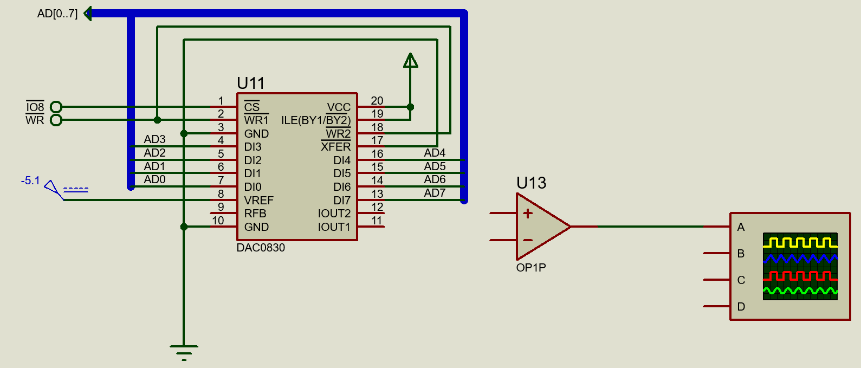 AD[0..7]
U11
IO8
WR
1 CS VCC 20
2 WR1 ILE(BY1/BY2) 19
3 GND WR2 18
AD3 4 DI3 XFER 17
AD2 5 DI2 DI4 16 AD4
AD1 6 DI1 DI5 15 AD5
AD0 7 DI0 DI6 14 AD6
-5.1 8 VREF DI7 13 AD7
9 RFB IOUT2 12
10 GND IOUT1 11
DAC0830
U13
OP1P
A
B
C
D